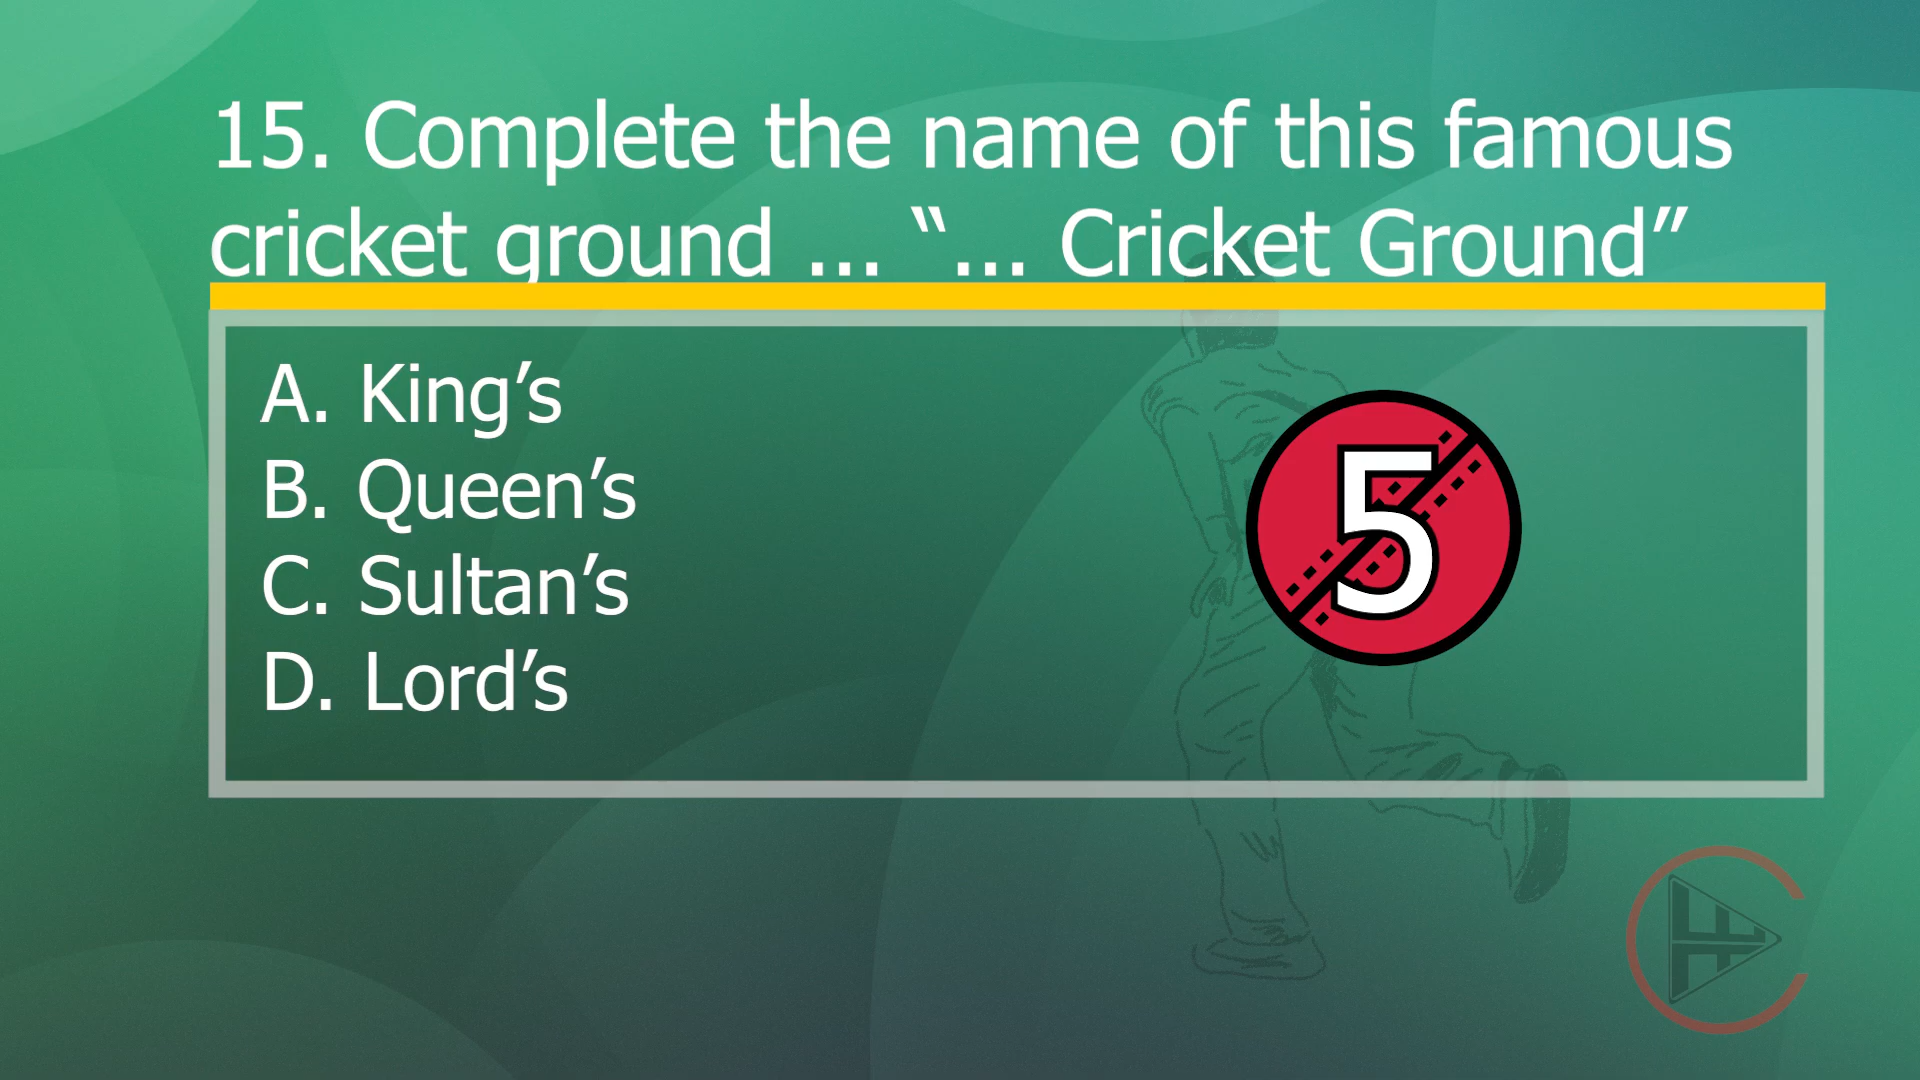 15. Complete the name of this famous
cricket ground ... “... Cricket Ground”
A. King’s
B. Queen’s
C. Sultan’s
D. Lord’s
5